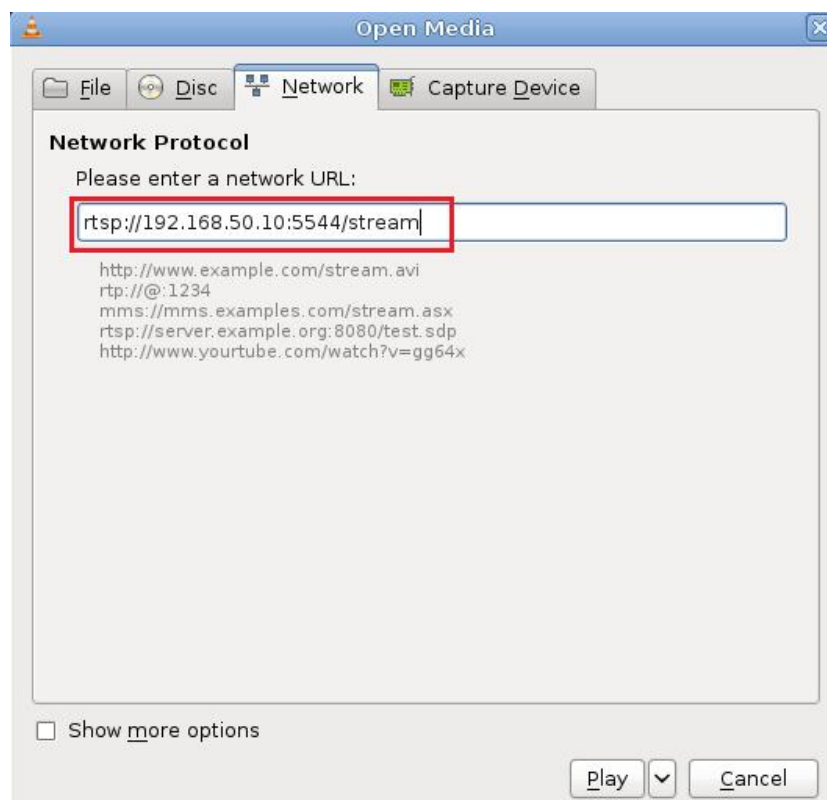 Open Media
File Disc Network Capture Device
Network Protocol
Please enter a network URL:
rtsp://192.168.50.10:5544/stream
http://www.example.com/stream.avi
rtp://@:1234
mms://mms.examples.com/stream.asx
rtsp://server.example.org:8080/test.sdp
http://www.yourtube.com/watch?v=gg64x
Show more options
Play Cancel